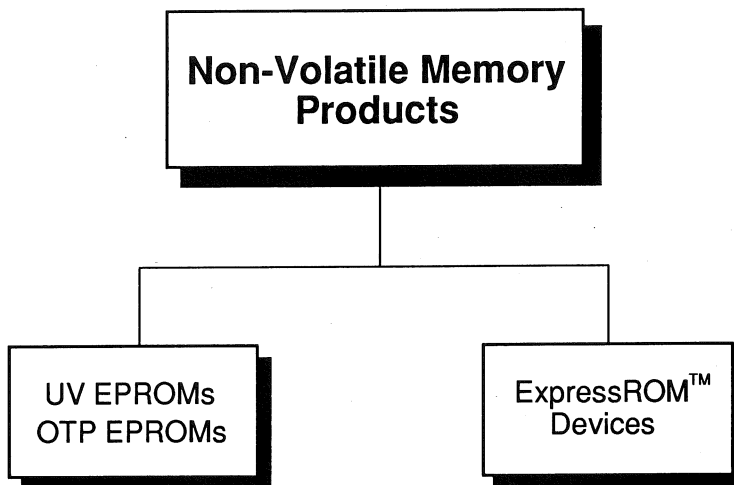 Non-Volatile Memory
Products
UV EPROMs
OTP EPROMs
ExpressROM™
Devices